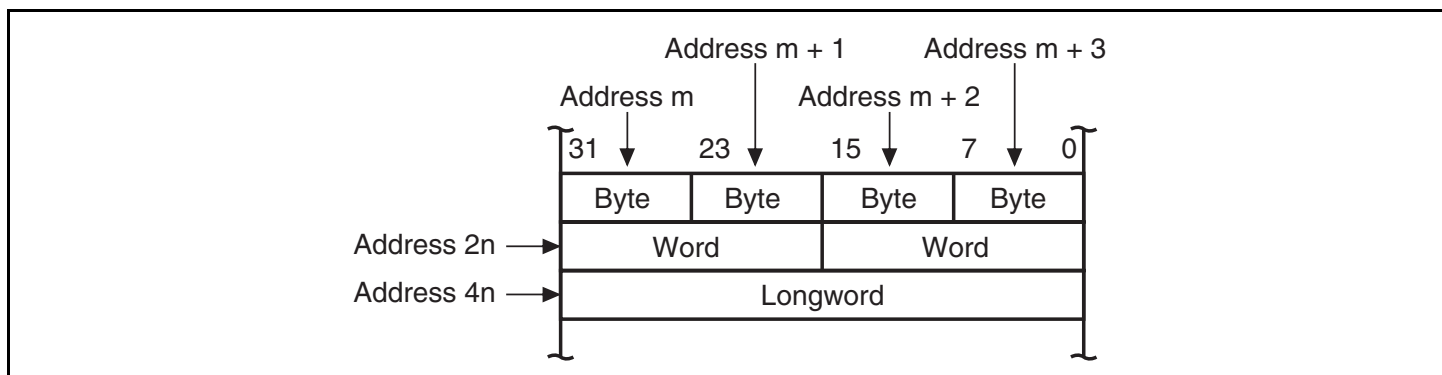 Address m + 1 Address m + 3
Address m Address m + 2
31 23 15 7 0
Byte Byte Byte Byte
Address 2n Word Word
Address 4n Longword